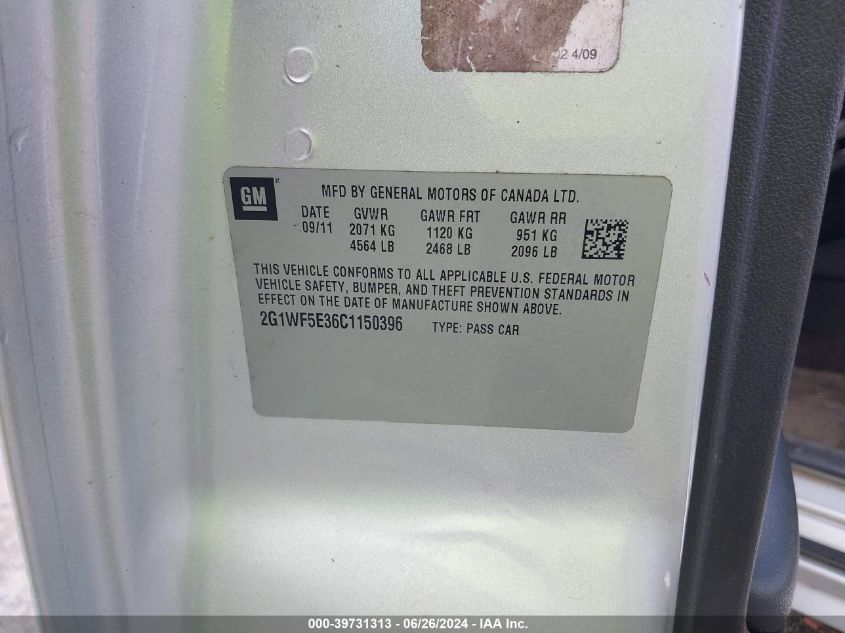 02 4/09
GM
MFD BY GENERAL MOTORS OF CANADA LTD.
DATE GVWR GAWR FRT GAWR RR
09/11 2071 KG 1120 KG 951 KG
4564 LB 2468 LB 2096 LB
THIS VEHICLE CONFORMS TO ALL APPLICABLE U.S. FEDERAL MOTOR
VEHICLE SAFETY, BUMPER, AND THEFT PREVENTION STANDARDS IN
EFFECT ON THE DATE OF MANUFACTURE SHOWN ABOVE.
2G1WF5E36C1150396 TYPE: PASS CAR
000-39731313 - 06/26/2024 - IAA Inc.